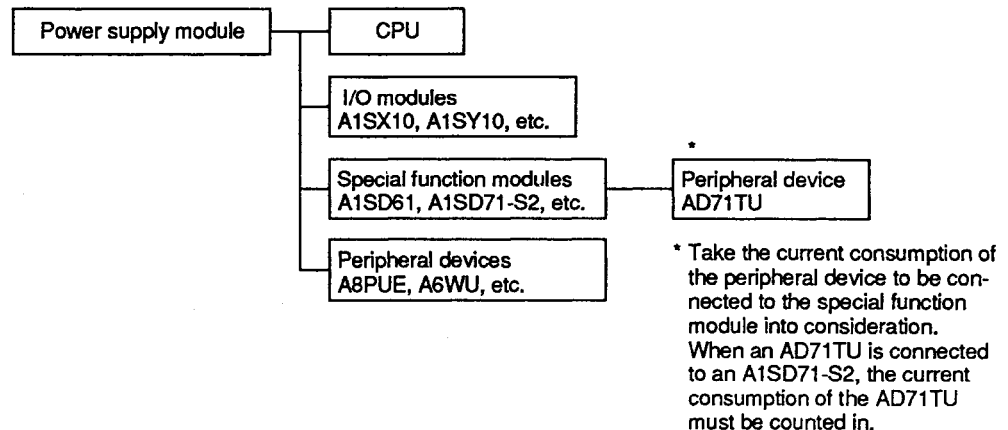 Power supply module
CPU
I/O modules
A1SX10, A1SY10, etc.
Special function modules
A1SD61, A1SD71-S2, etc.
*
Peripheral device
AD71TU
Peripheral devices
A8PUE, A6WU, etc.
* Take the current consumption of
the peripheral device to be con-
nected to the special function
module into consideration.
When an AD71TU is connected
to an A1SD71-S2, the current
consumption of the AD71TU
must be counted in.